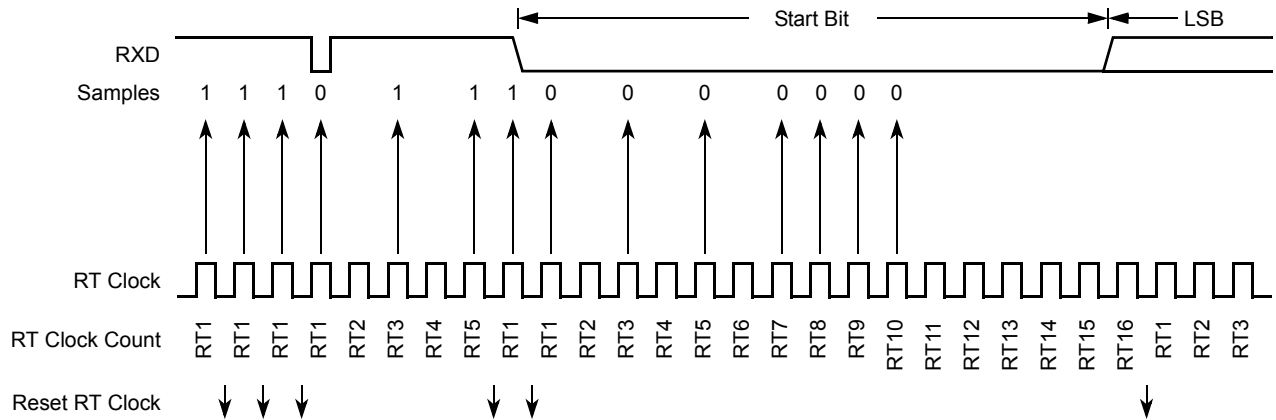 Start Bit LSB
RXD
Samples 1 1 1 0 1 1 1 0 0 0 0 0 0 0
RT Clock
RT Clock Count RT1 RT1 RT1 RT1 RT2 RT3 RT4 RT5 RT1 RT1 RT2 RT3 RT4 RT5 RT6 RT7 RT8 RT9 RT10 RT11 RT12 RT13 RT14 RT15 RT16 RT1 RT2 RT3
Reset RT Clock